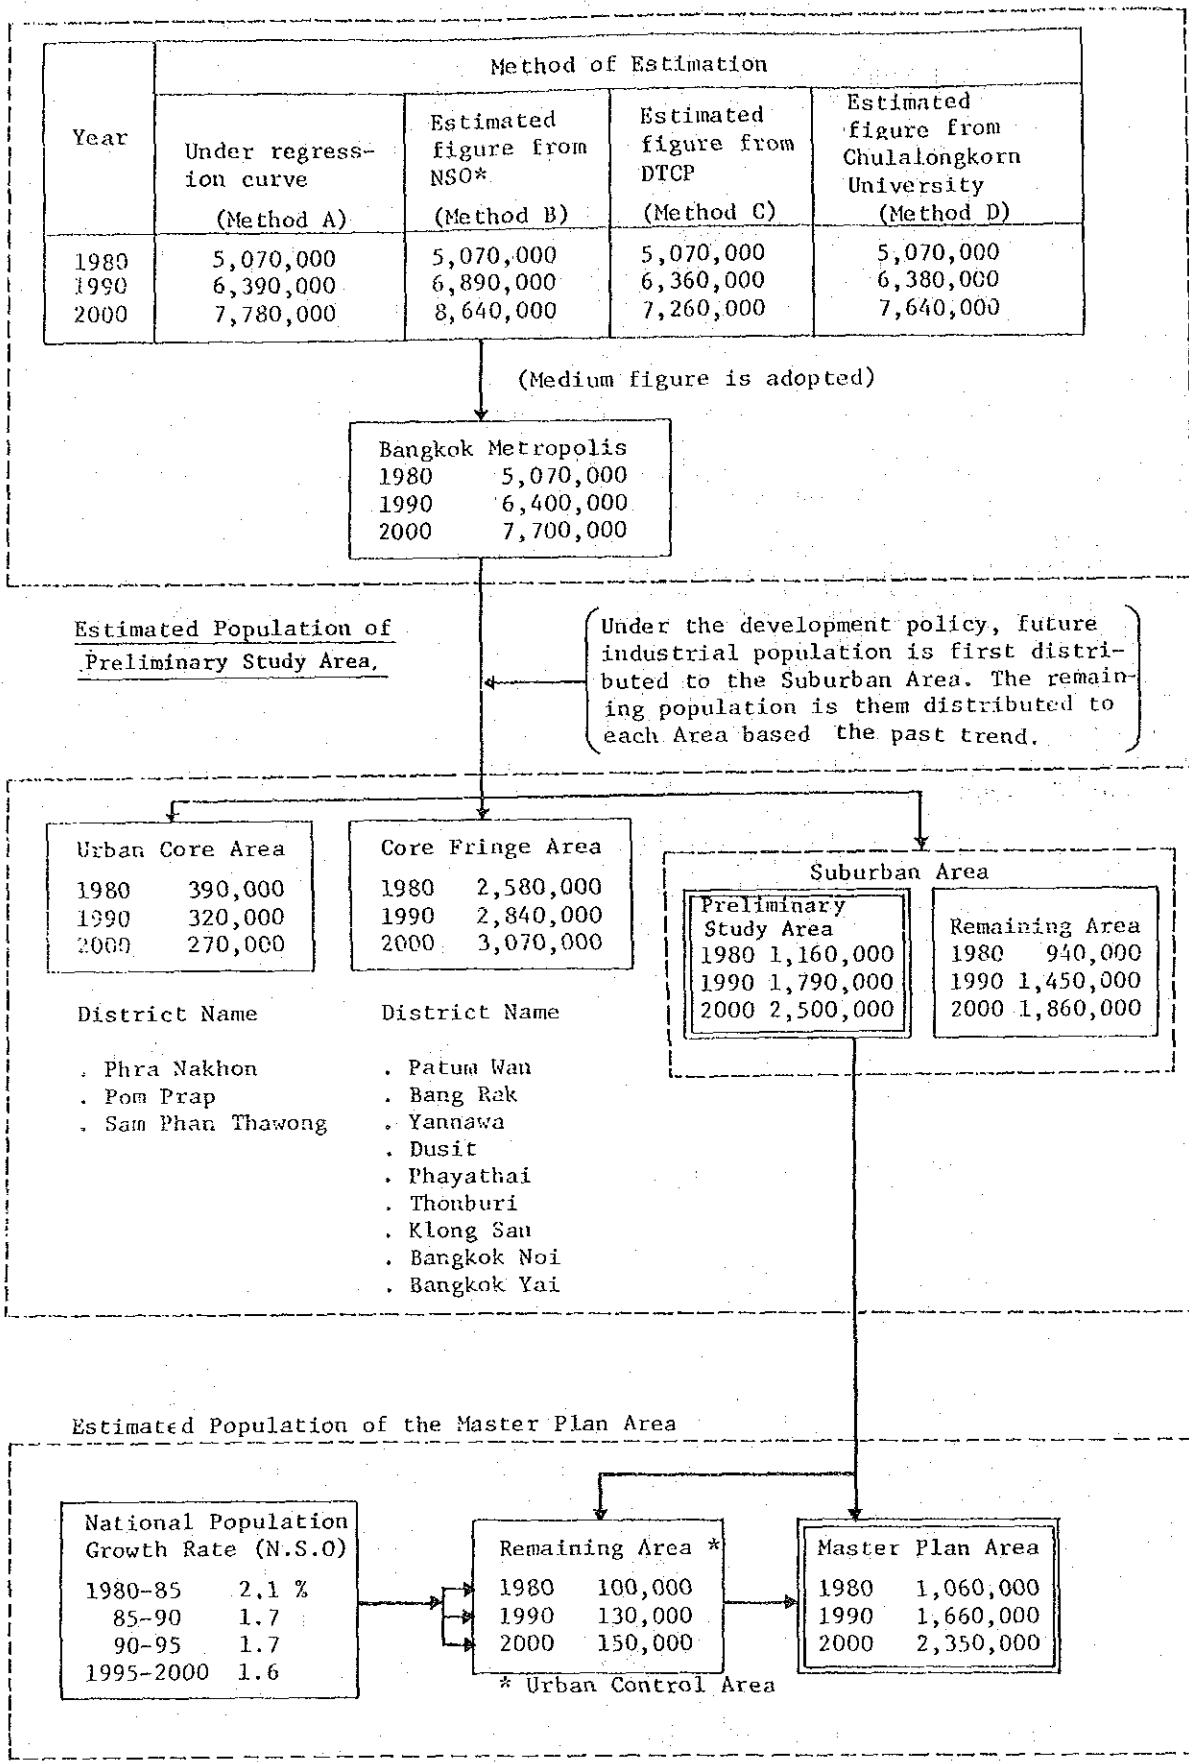 Method of Estimation
Year
Under regress-
ion curve
(Method A)
Estimated
figure from
NSO*
(Method B)
Estimated
figure from
DTCP
(Method C)
Estimated
figure from
Chulalongkorn
University
(Method D)
1980 5,070,000 5,070,000 5,070,000 5,070,000
1990 6,390,000 6,890,000 6,360,000 6,380,000
2000 7,780,000 8,640,000 7,260,000 7,640,000
(Medium figure is adopted)
Bangkok Metropolis
1980 5,070,000
1990 6,400,000
2000 7,700,000
Estimated Population of
Preliminary Study Area.
Under the development policy, future
industrial population is first distri-
buted to the Suburban Area. The remain-
ing population is them distributed to
each Area based the past trend.
Urban Core Area
1980 390,000
1990 320,000
2000 270,000
District Name
. Phra Nakhon
. Pom Prap
. Sam Phan Thawong
Core Fringe Area
1980 2,580,000
1990 2,840,000
2000 3,070,000
District Name
. Patum Wan
. Bang Rak
. Yannawa
. Dusit
. Phayathai
. Thonburi
. Klong San
. Bangkok Noi
. Bangkok Yai
Suburban Area
Preliminary
Study Area
1980 1,160,000
1990 1,790,000
2000 2,500,000
Remaining Area
1980 940,000
1990 1,450,000
2000 1,860,000
Estimated Population of the Master Plan Area
National Population
Growth Rate (N.S.O)
1980-85 2.1 %
85-90 1.7
90-95 1.7
1995-2000 1.6
Remaining Area *
1980 100,000
1990 130,000
2000 150,000
* Urban Control Area
Master Plan Area
1980 1,060,000
1990 1,660,000
2000 2,350,000